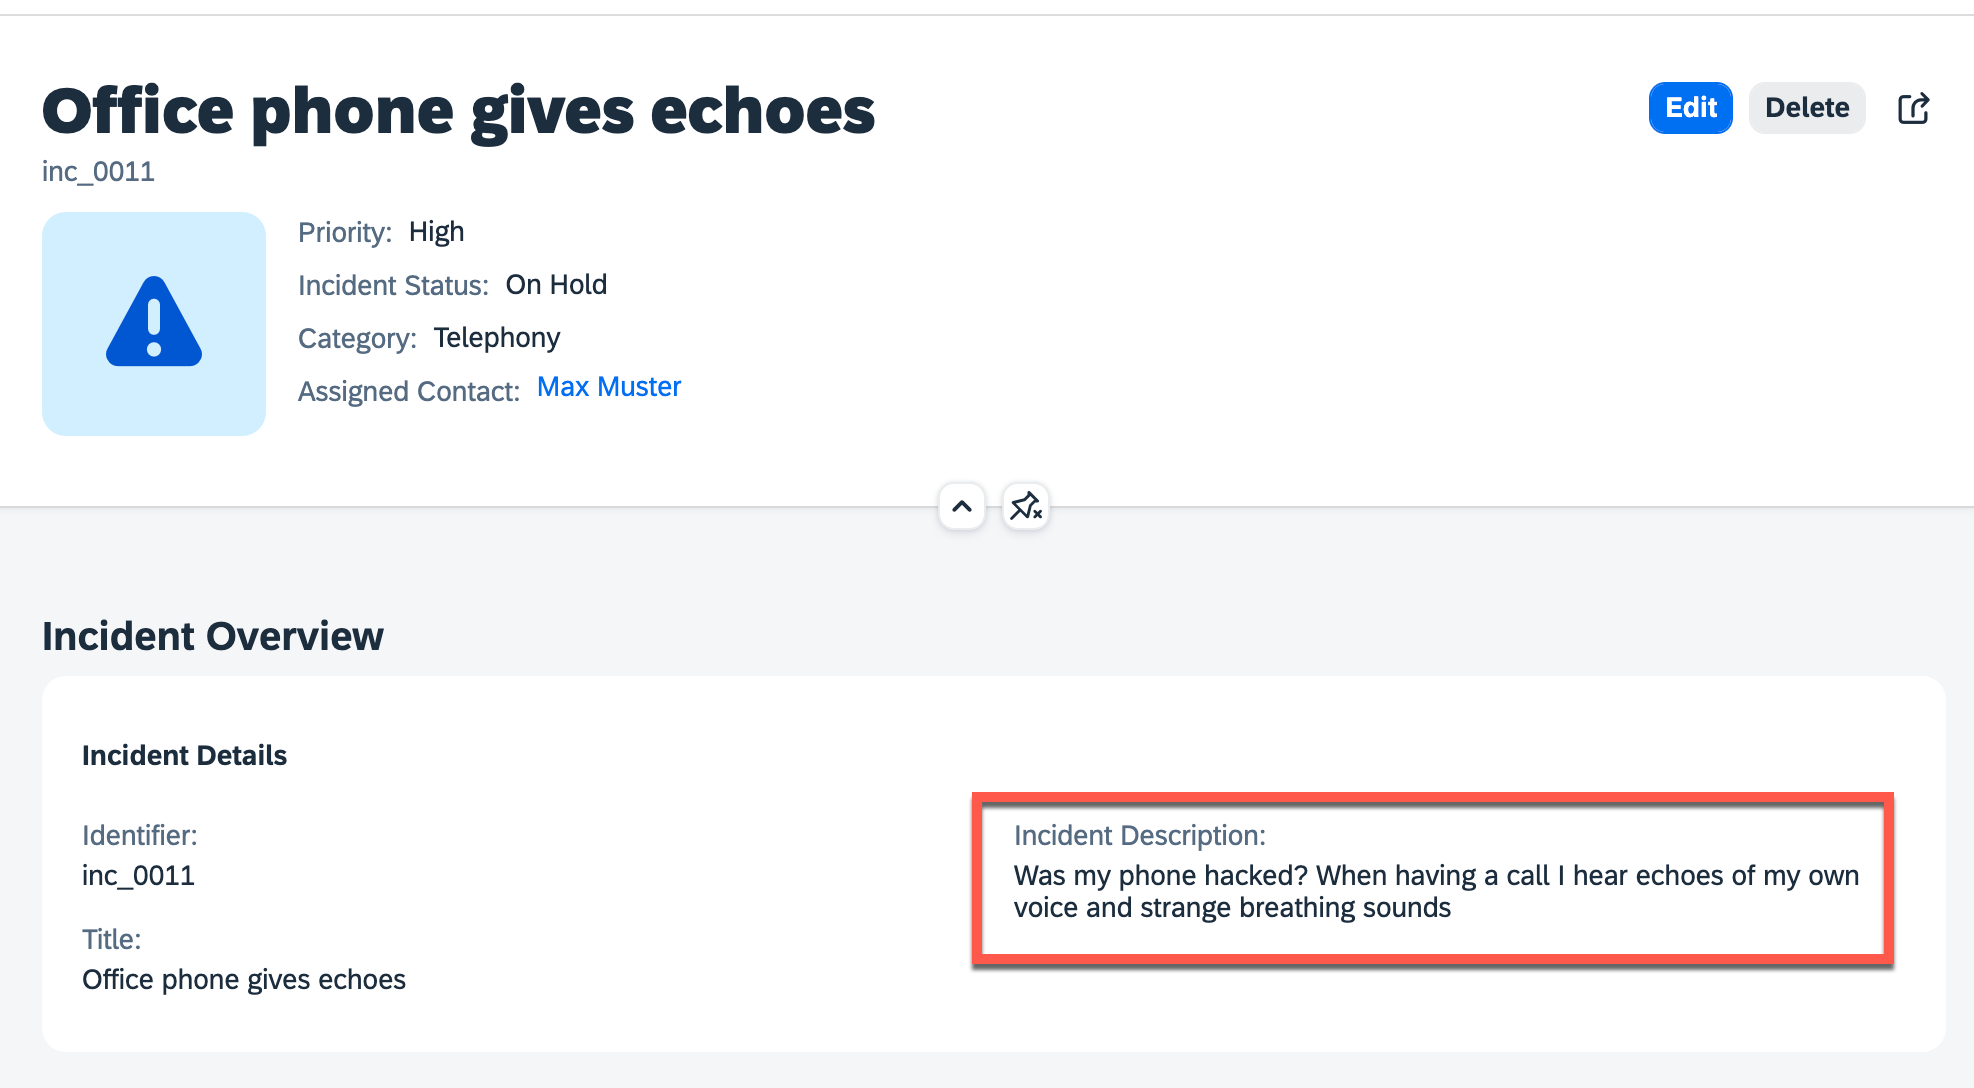 Office phone gives echoes
Edit
Delete
inc_0011
Priority: High
Incident Status: On Hold
Category: Telephony
Assigned Contact: Max Muster
Incident Overview
Incident Details
Identifier:
inc_0011
Title:
Office phone gives echoes
Incident Description:
Was my phone hacked? When having a call I hear echoes of my own
voice and strange breathing sounds